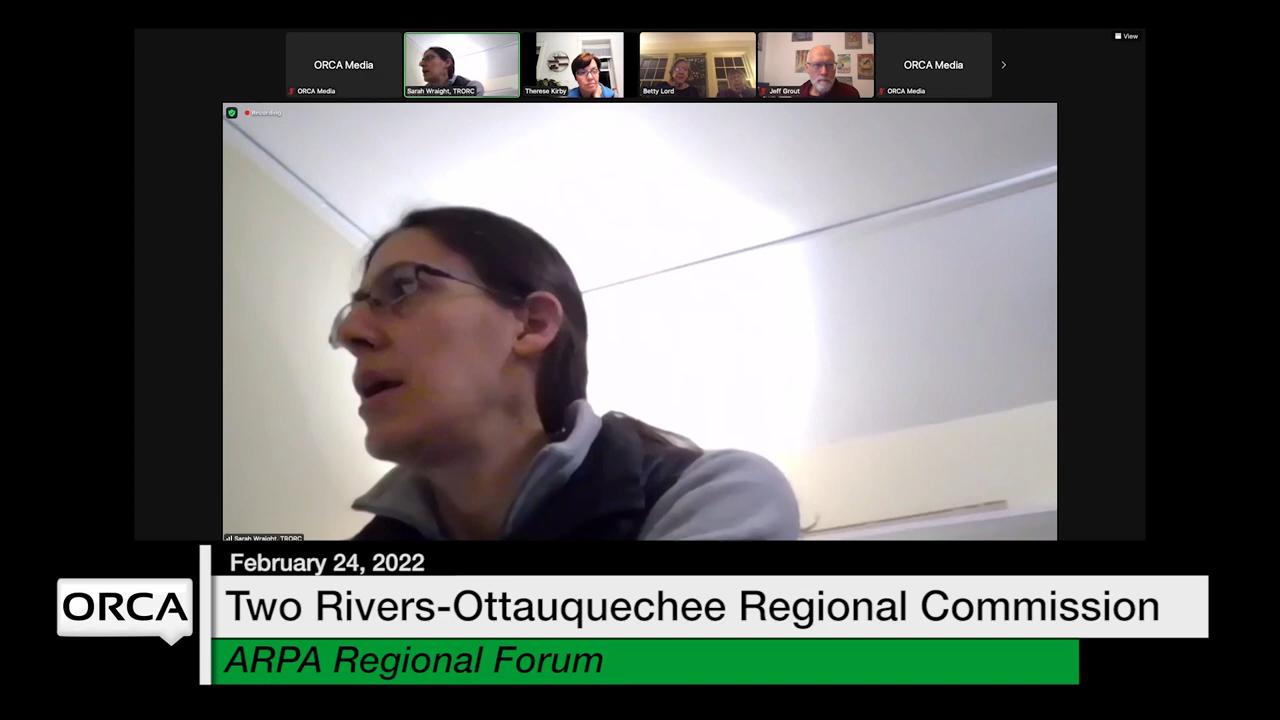 View
ORCA Media
ORCA Media
ORCA Media
Sarah Wraight, TRORC
Therese Kirby
Betty Lord
Jeff Grout
ORCA Media
Recording
Sarah Wraight, TRORC
February 24, 2022
ORCA
Two Rivers-Ottauquechee Regional Commission
ARPA Regional Forum